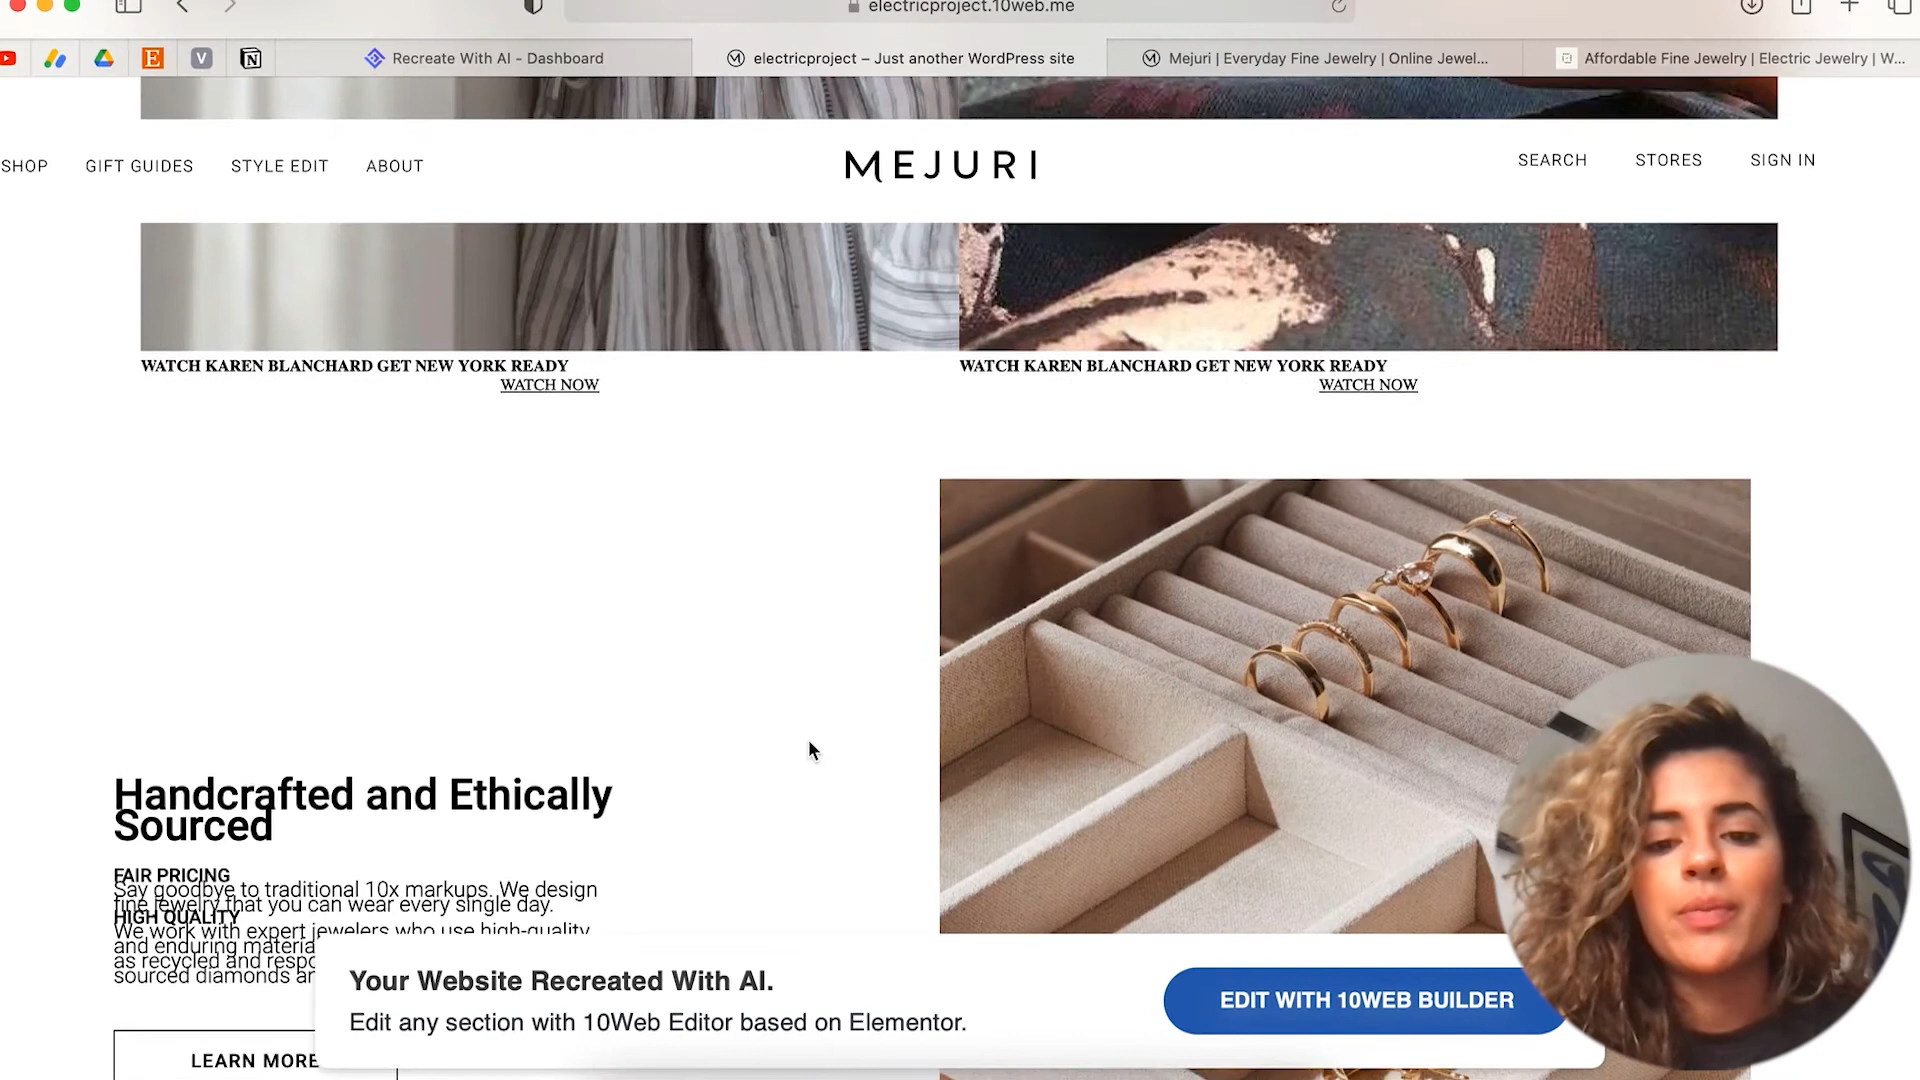 electricproject.10web.me
Recreate With AI - Dashboard
electricproject – Just another WordPress site
Mejuri | Everyday Fine Jewelry | Online Jewel...
Affordable Fine Jewelry | Electric Jewelry | W...
SHOP
GIFT GUIDES
STYLE EDIT
ABOUT
MEJURI
SEARCH
STORES
SIGN IN
WATCH KAREN BLANCHARD GET NEW YORK READY
WATCH NOW
WATCH KAREN BLANCHARD GET NEW YORK READY
WATCH NOW
Handcrafted and Ethically
Sourced
FAIR PRICING
Say goodbye to traditional 10x markups. We design
fine jewelry that you can wear every single day.
HIGH QUALITY
We work with expert jewelers who use high-quality
and enduring materia
as recycled and respo
sourced diamonds a
LEARN MORE
Your Website Recreated With AI.
Edit any section with 10Web Editor based on Elementor.
EDIT WITH 10WEB BUILDER